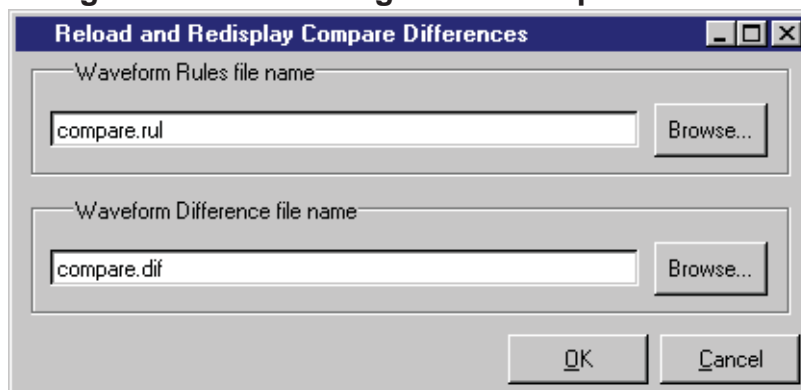 Reload and Redisplay Compare Differences
Waveform Rules file name
compare.rul
Browse...
Waveform Difference file name
compare.dif
Browse...
OK
Cancel